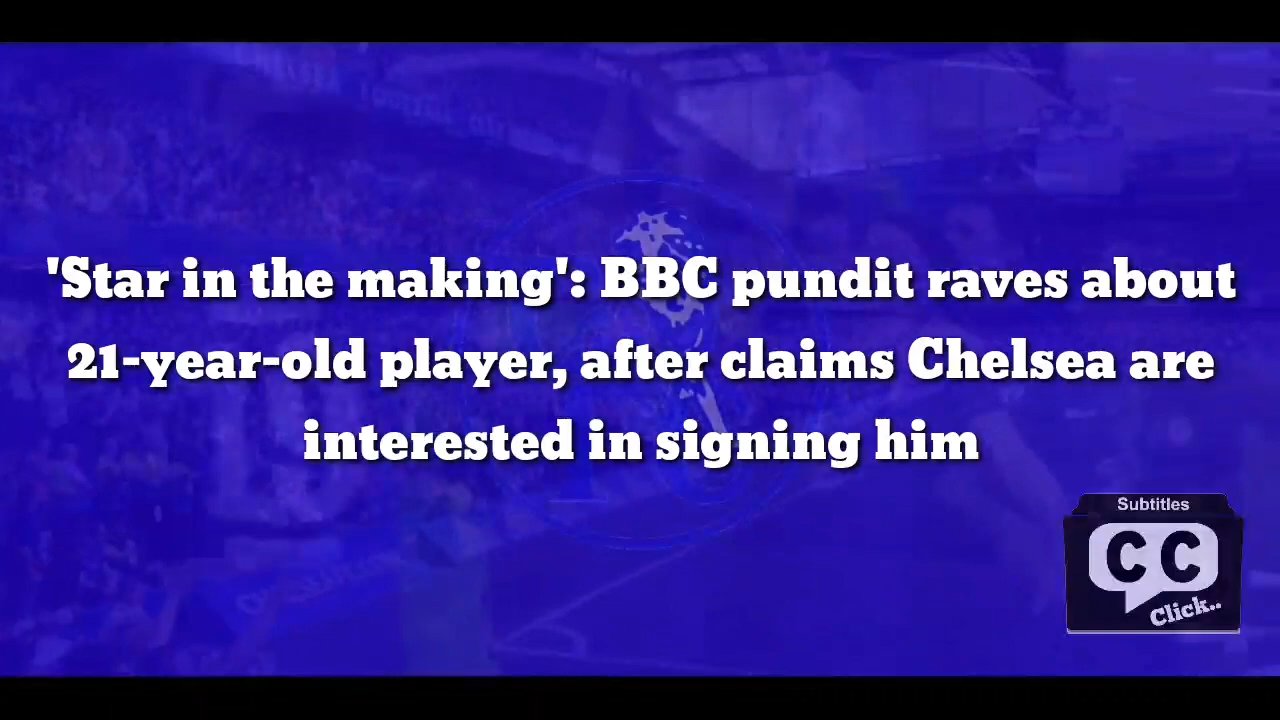 'Star in the making': BBC pundit raves about
21-year-old player, after claims Chelsea are
interested in signing him
Subtitles
CC
Click..